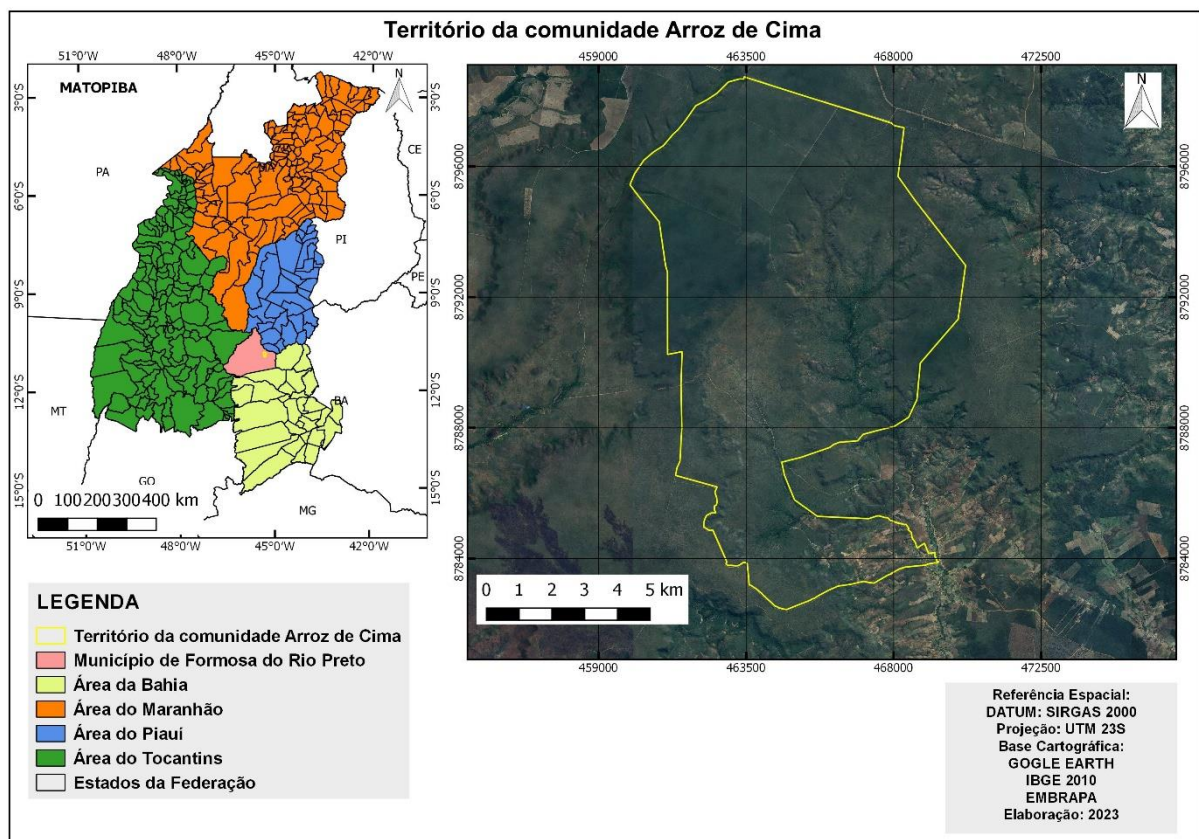 Território da comunidade Arroz de Cima
51°0'W 48°0'W 45°0'W 42°0'W
MATOPIBA
N
3°0'S
3°0'S
CE
PA
6°0'S
6°0'S
PI
PE
9°0'S
9°0'S
12°0'S
12°0'S
MT
BA
GO
15°0'S
15°0'S
0 100 200 300 400 km
MG
51°0'W 48°0'W 45°0'W 42°0'W
459000 463500 468000 472500
N
8796000
8796000
8792000
8792000
8788000
8788000
8784000
8784000
0 1 2 3 4 5 km
459000 463500 468000 472500
LEGENDA
Território da comunidade Arroz de Cima
Município de Formosa do Rio Preto
Área da Bahia
Área do Maranhão
Área do Piauí
Área do Tocantins
Estados da Federação
Referência Espacial:
DATUM: SIRGAS 2000
Projeção: UTM 23S
Base Cartográfica:
GOGLE EARTH
IBGE 2010
EMBRAPA
Elaboração: 2023